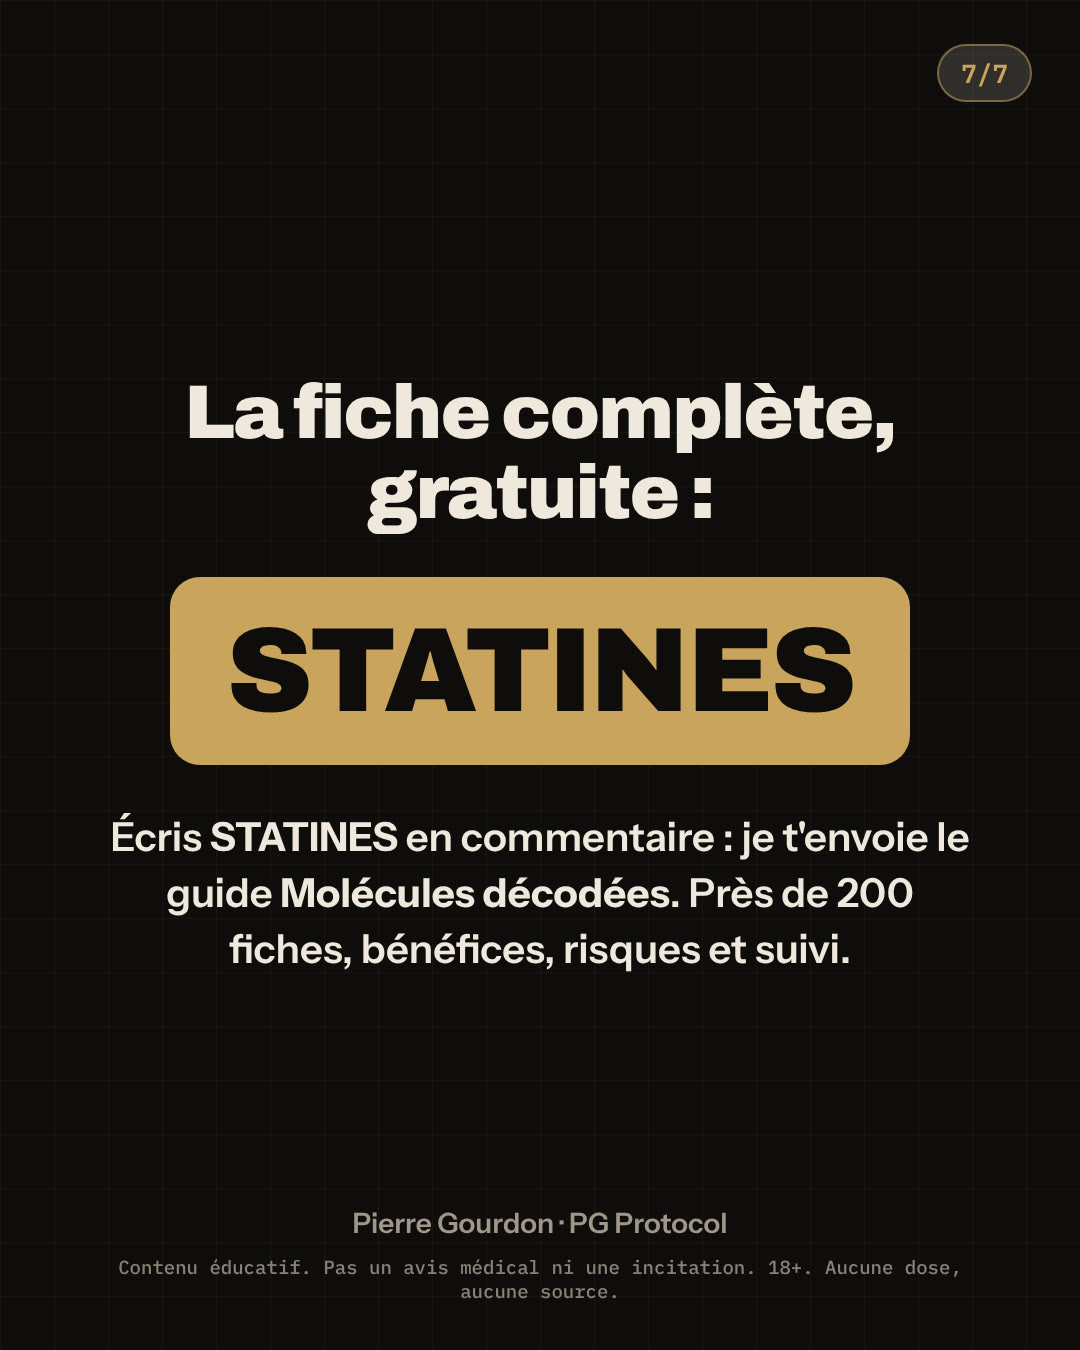 7/7
La fiche complète,
gratuite :
STATINES
Écris STATINES en commentaire : je t'envoie le
guide Molécules décodées. Près de 200
fiches, bénéfices, risques et suivi.
Pierre Gourdon · PG Protocol
Contenu éducatif. Pas un avis médical ni une incitation. 18+. Aucune dose,
aucune source.